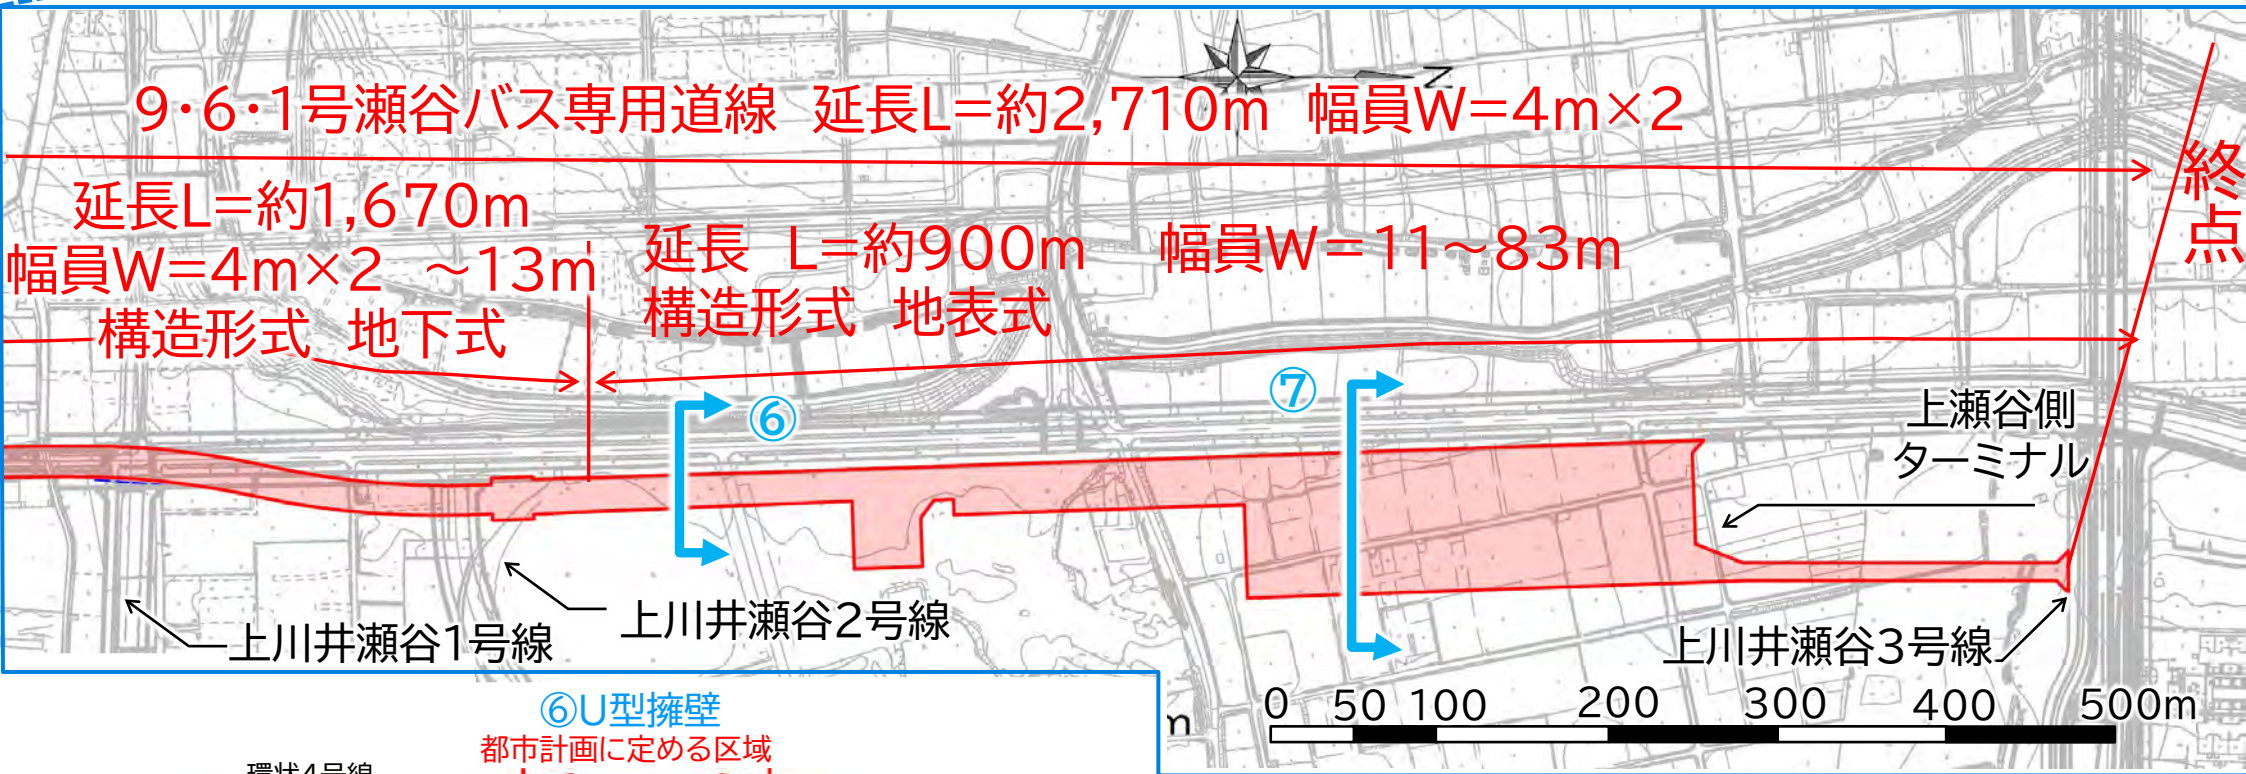 Z
9・6・1号瀬谷バス専用道線　延長L=約2,710m　幅員W=4m×2
終点
延長L=約1,670m
幅員W=4m×2　～13m
構造形式　地下式
延長　L=約900m　幅員W=11～83m
構造形式　地表式
⑥
⑦
上瀬谷側
ターミナル
上川井瀬谷1号線
上川井瀬谷2号線
上川井瀬谷3号線
0 50 100 200 300 400 500m
m
⑥U型擁壁
都市計画に定める区域
環状4号線